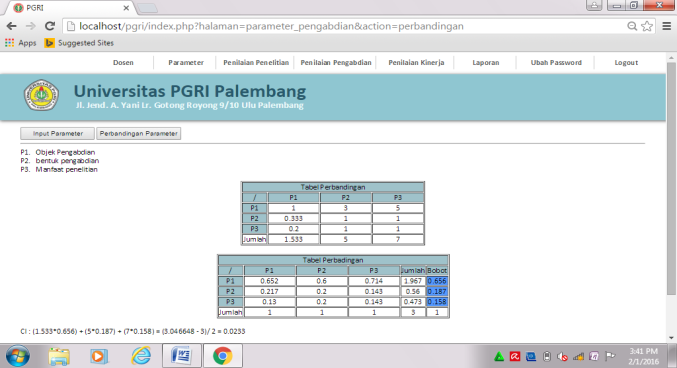 PGRI
localhost/pgri/index.php?halaman=parameter_pengabdian&action=perbandingan
Apps Suggested Sites
Dosen Parameter Penilaian Penelitian Penilaian Pengabdian Penilaian Kinerja Laporan Ubah Password Logout
Universitas PGRI Palembang
Jl. Jend. A. Yani Lr. Gotong Royong 9/10 Ulu Palembang
Input Parameter Perbandingan Parameter
P1. Objek Pengabdian
P2. bentuk pengabdian
P3. Manfaat penelitian
Tabel Perbandingan
/ P1 P2 P3
P1 1 3 5
P2 0.333 1 1
P3 0.2 1 1
Jumlah 1.533 5 7
Tabel Perbadingan
/ P1 P2 P3 Jumlah Bobot
P1 0.652 0.6 0.714 1.967 0.656
P2 0.217 0.2 0.143 0.56 0.187
P3 0.13 0.2 0.143 0.473 0.158
Jumlah 1 1 1 3 1
CI : (1.533*0.656) + (5*0.187) + (7*0.158) = (3.046648 - 3)/ 2 = 0.0233
3:41 PM
2/1/2016